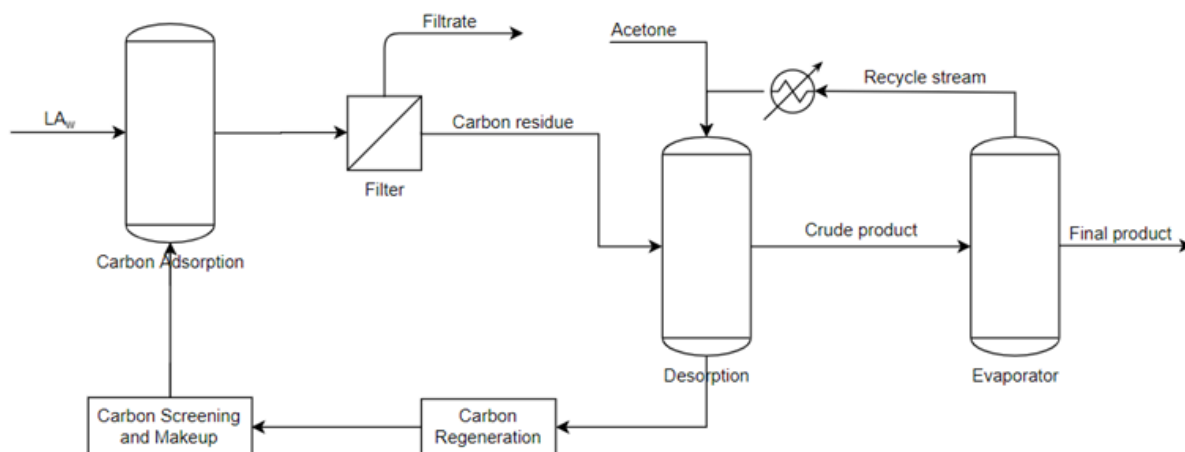 Filtrate
Acetone
Recycle stream
LAw
Carbon residue
Filter
Crude product
Final product
Carbon Adsorption
Desorption
Evaporator
Carbon Screening
and Makeup
Carbon
Regeneration